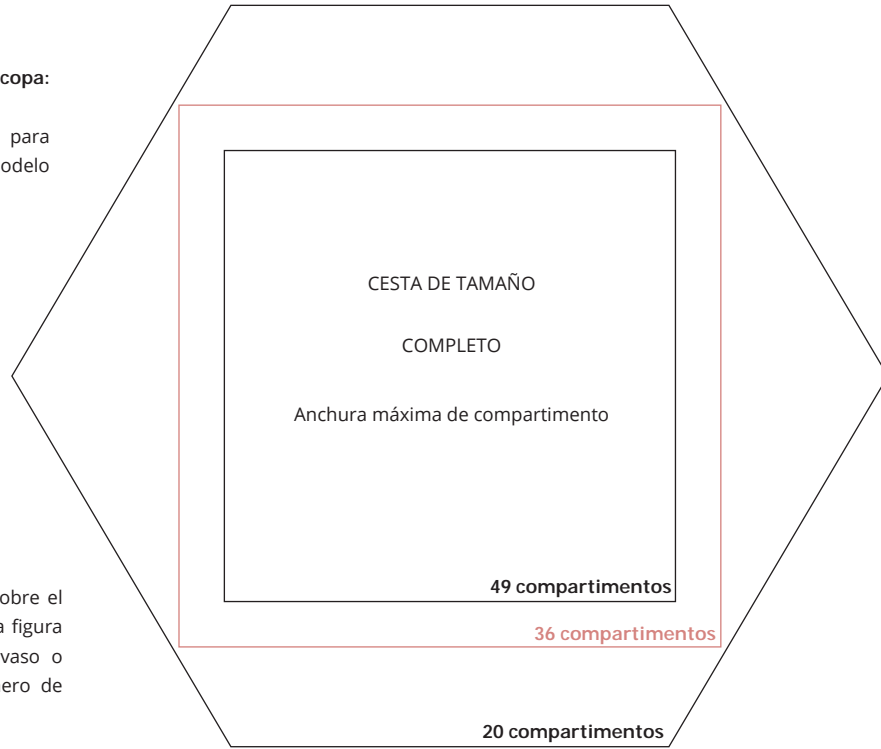 copa:
para
odelo
CESTA DE TAMAÑO
COMPLETO
Anchura máxima de compartimento
49 compartimentos
obre el
a figura
vaso o
ero de
36 compartimentos
20 compartimentos